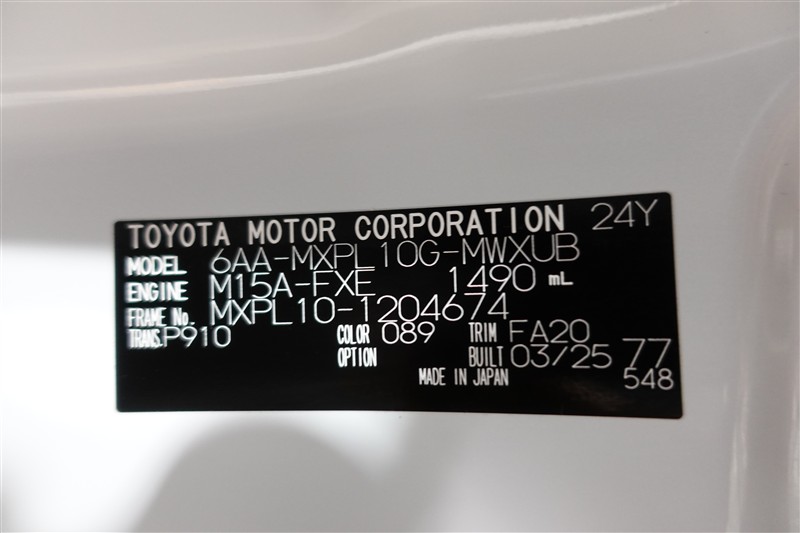 TOYOTA MOTOR CORPORATION 24Y
MODEL 6AA-MXPL10G-MWXUB
ENGINE M15A-FXE 1490 mL
FRAME No. MXPL10-1204674
TRANS. P910 COLOR 089 TRIM FA20
OPTION BUILT 03/25 77
MADE IN JAPAN 548